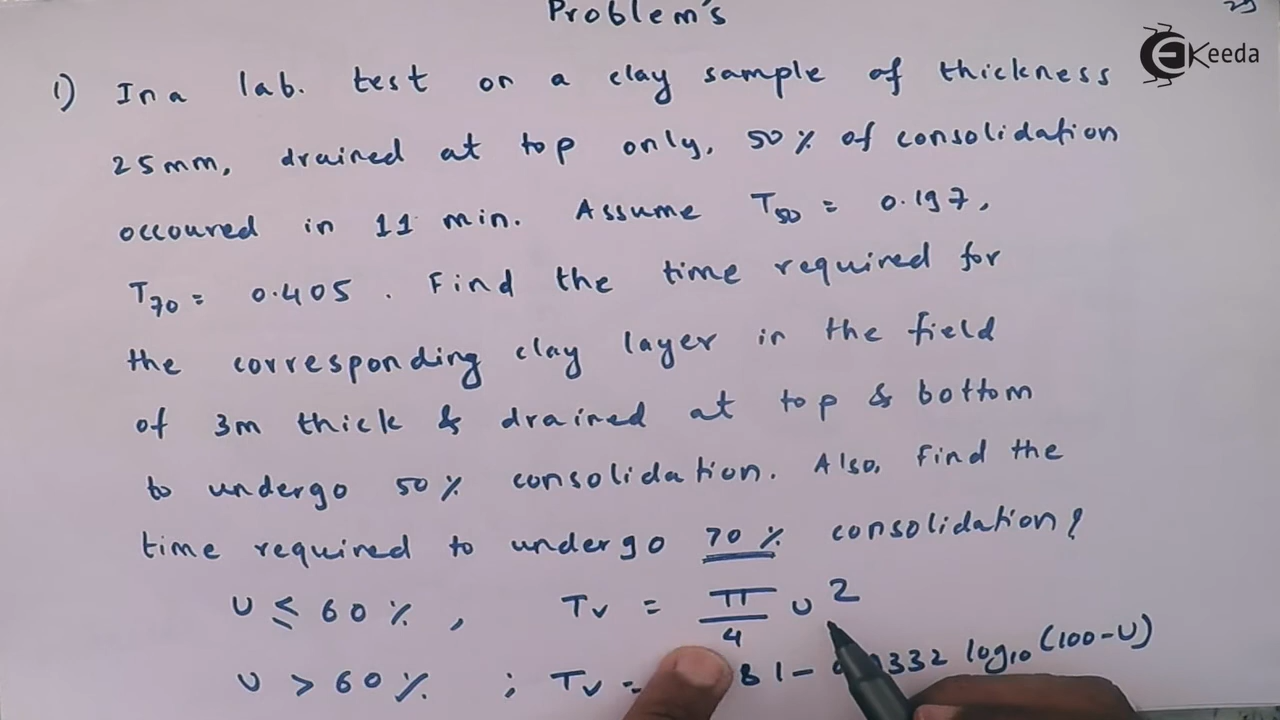 Problem's
Keeda
1) In a lab. test on a clay sample of thickness
25mm, drained at top only, 50% of consolidation
occoured in 11 min. Assume T50 = 0.197,
T70 = 0.405. Find the time required for
the corresponding clay layer in the field
of 3m thick & drained at top & bottom
to undergo 50% consolidation. Also, Find the
time required to undergo 70% consolidation?
U ≤ 60%, Tv = π/4 U²
U > 60% ; Tv = 81 - 332 log10 (100-U)